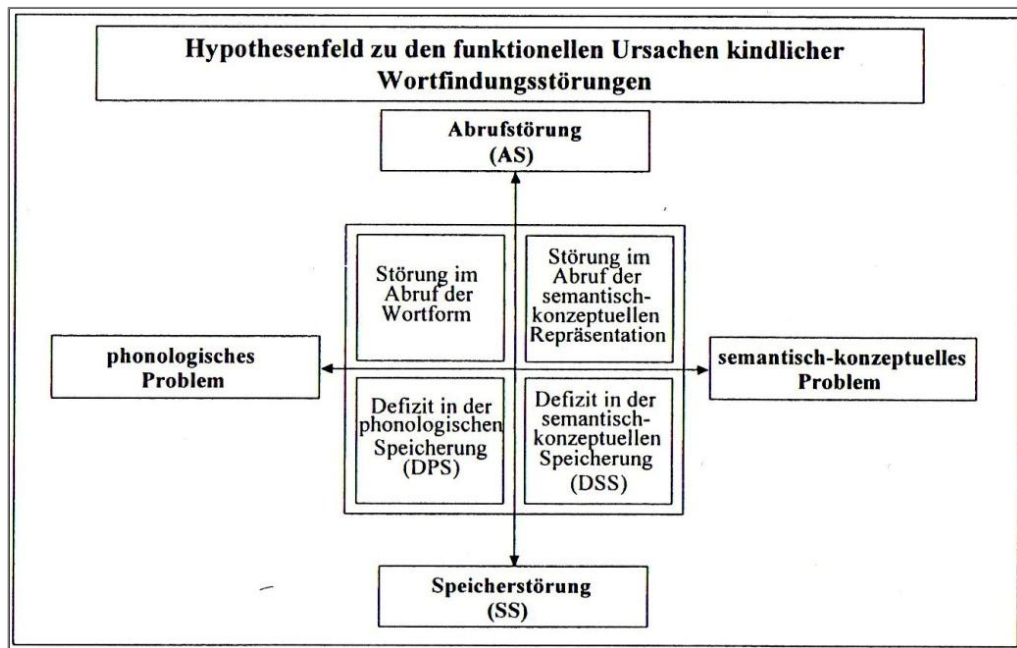 Hypothesenfeld zu den funktionellen Ursachen kindlicher
Wortfindungsstörungen
Abrufstörung
(AS)
Störung im
Abruf der
Wortform
Störung im
Abruf der
semantisch-
konzeptuellen
Repräsentation
phonologisches
Problem
semantisch-konzeptuelles
Problem
Defizit in der
phonologischen
Speicherung
(DPS)
Defizit in der
semantisch-
konzeptuellen
Speicherung
(DSS)
Speicherstörung
(SS)